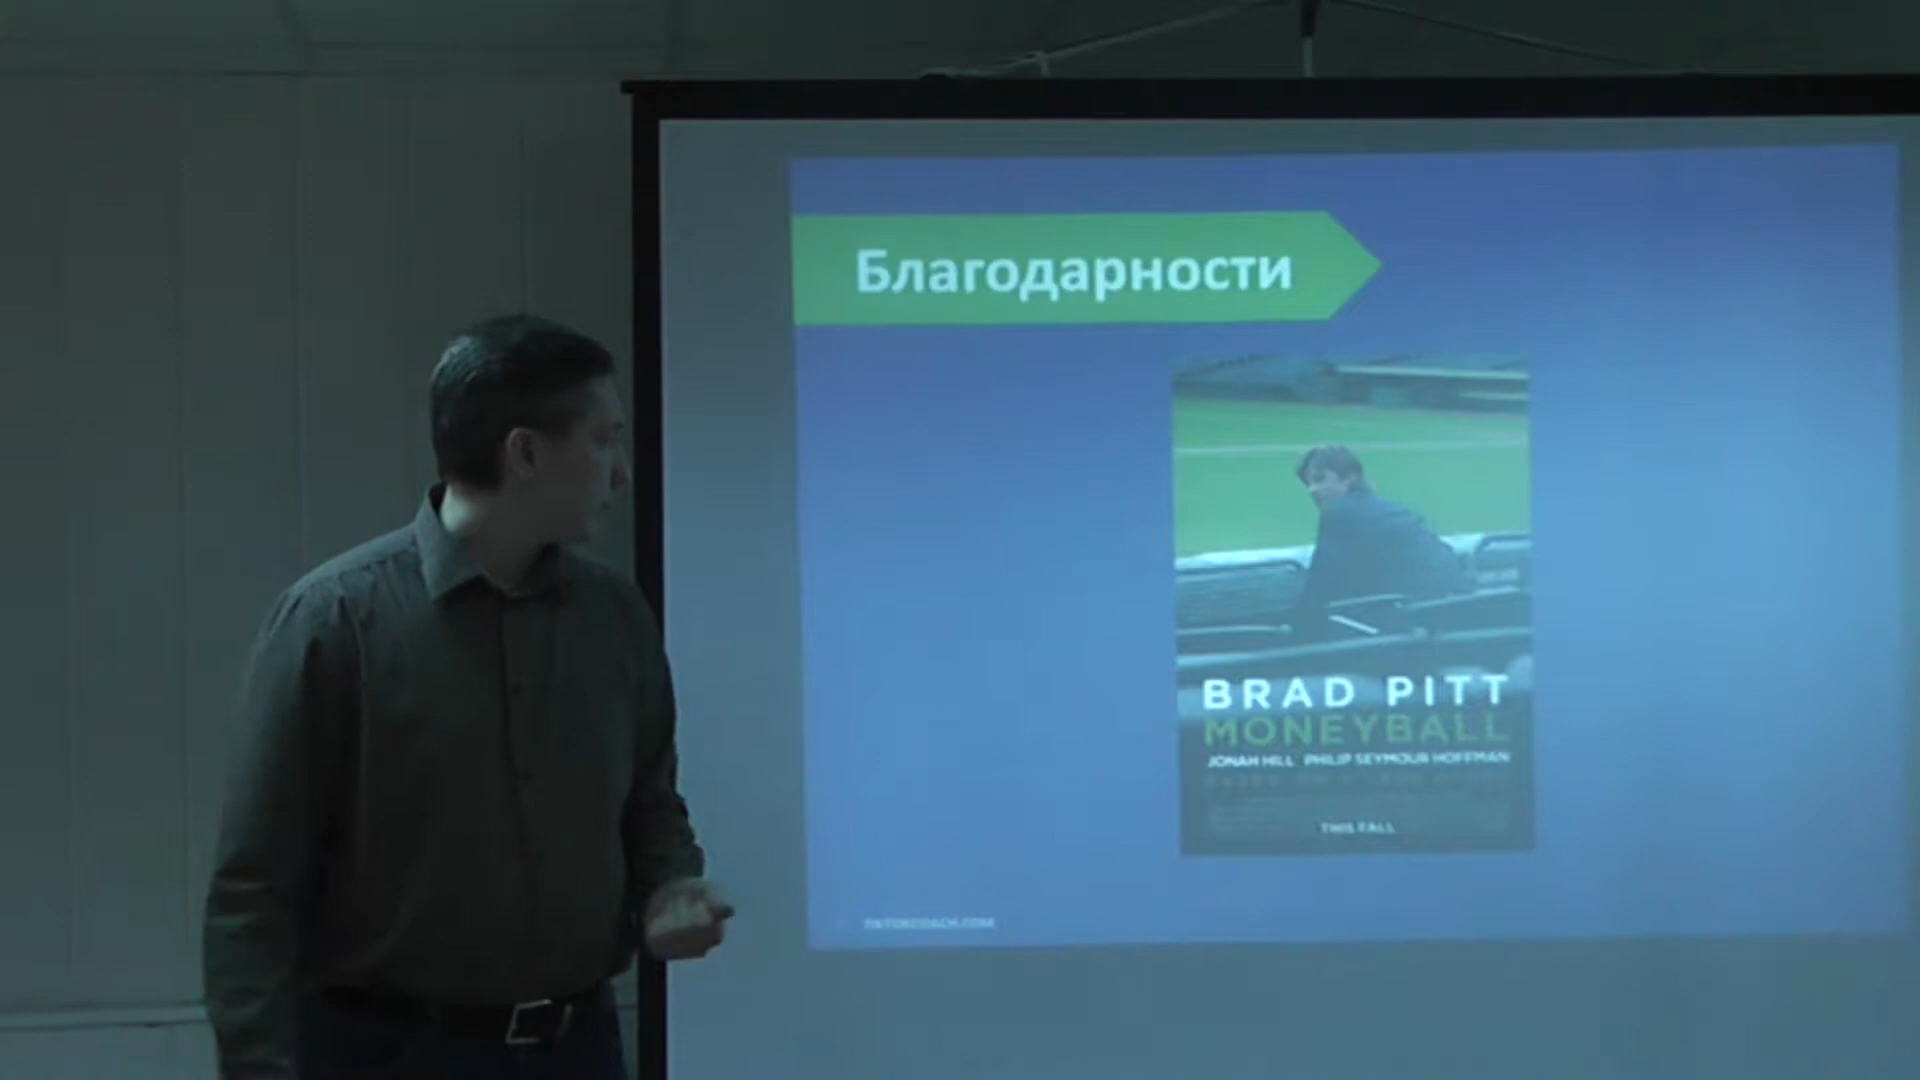 Благодарности
BRAD PITT
MONEYBALL
JONAH HILL PHILIP SEYMOUR HOFFMAN
THIS FALL